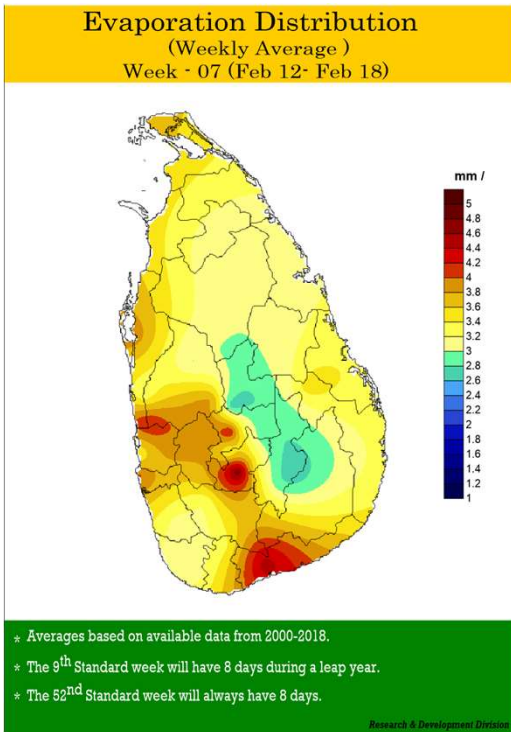 Evaporation Distribution
(Weekly Average )
Week - 07 (Feb 12- Feb 18)
mm /
5
4.8
4.6
4.4
4.2
4
3.8
3.6
3.4
3.2
3
2.8
2.6
2.4
2.2
2
1.8
1.6
1.4
1.2
1
* Averages based on available data from 2000-2018.
* The 9th Standard week will have 8 days during a leap year.
* The 52nd Standard week will always have 8 days.
Research & Development Division